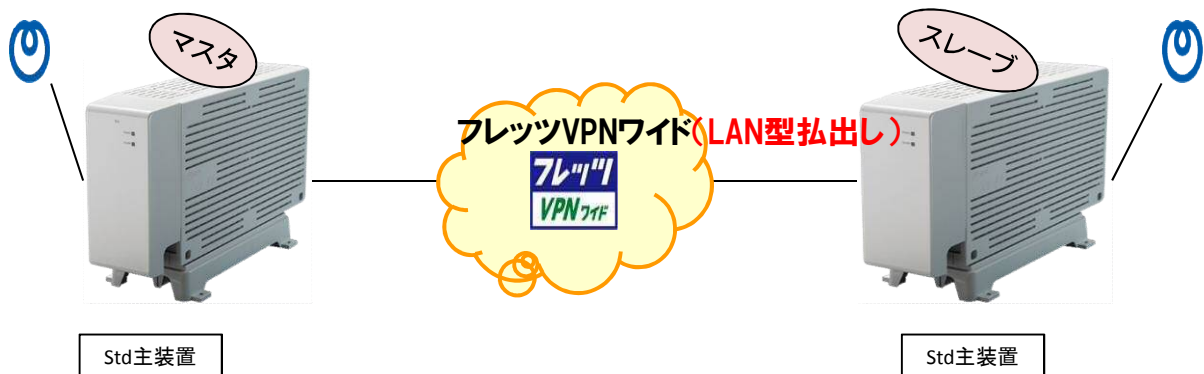 マスタ
スレーブ
フレッツVPNワイド(LAN型払出し)
フレッツ
VPNワイド
Std主装置
Std主装置